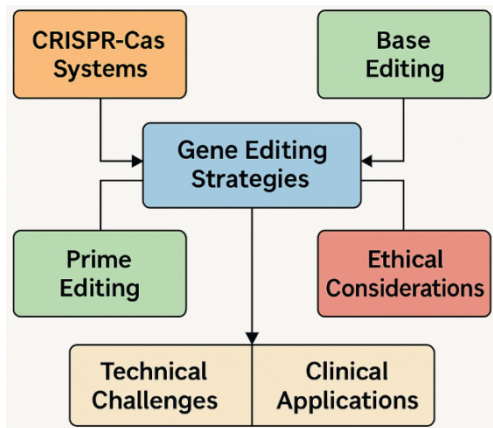 CRISPR-Cas
Systems
Base
Editing
Gene Editing
Strategies
Prime
Editing
Ethical
Considerations
Technical
Challenges
Clinical
Applications